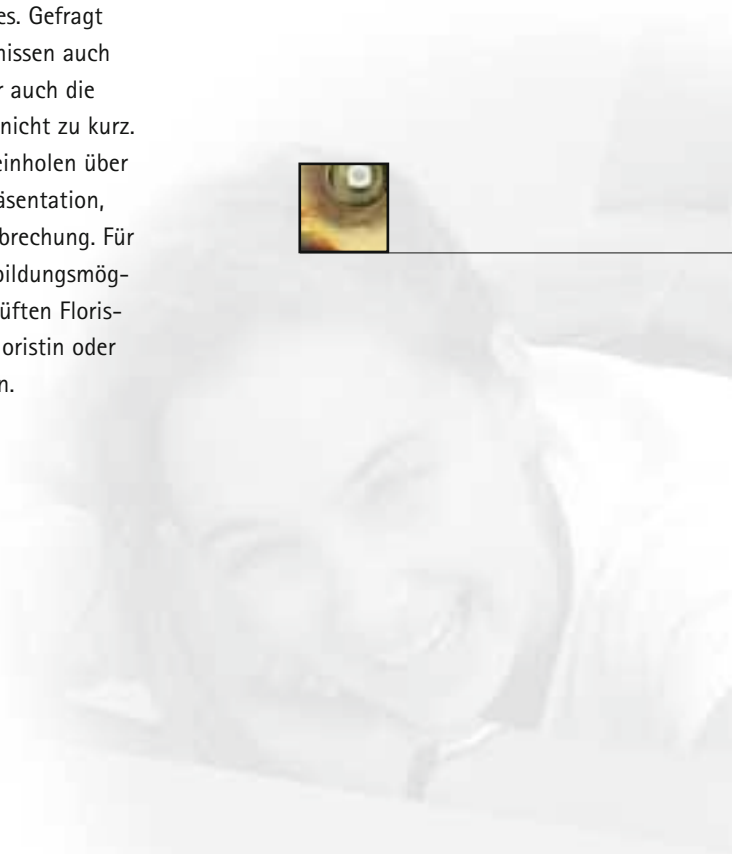 es. Gefragt
nissen auch
r auch die
nicht zu kurz.
einholen über
äsentation,
brechung. Für
bildungsmög-
üften Floris-
oristin oder
n.